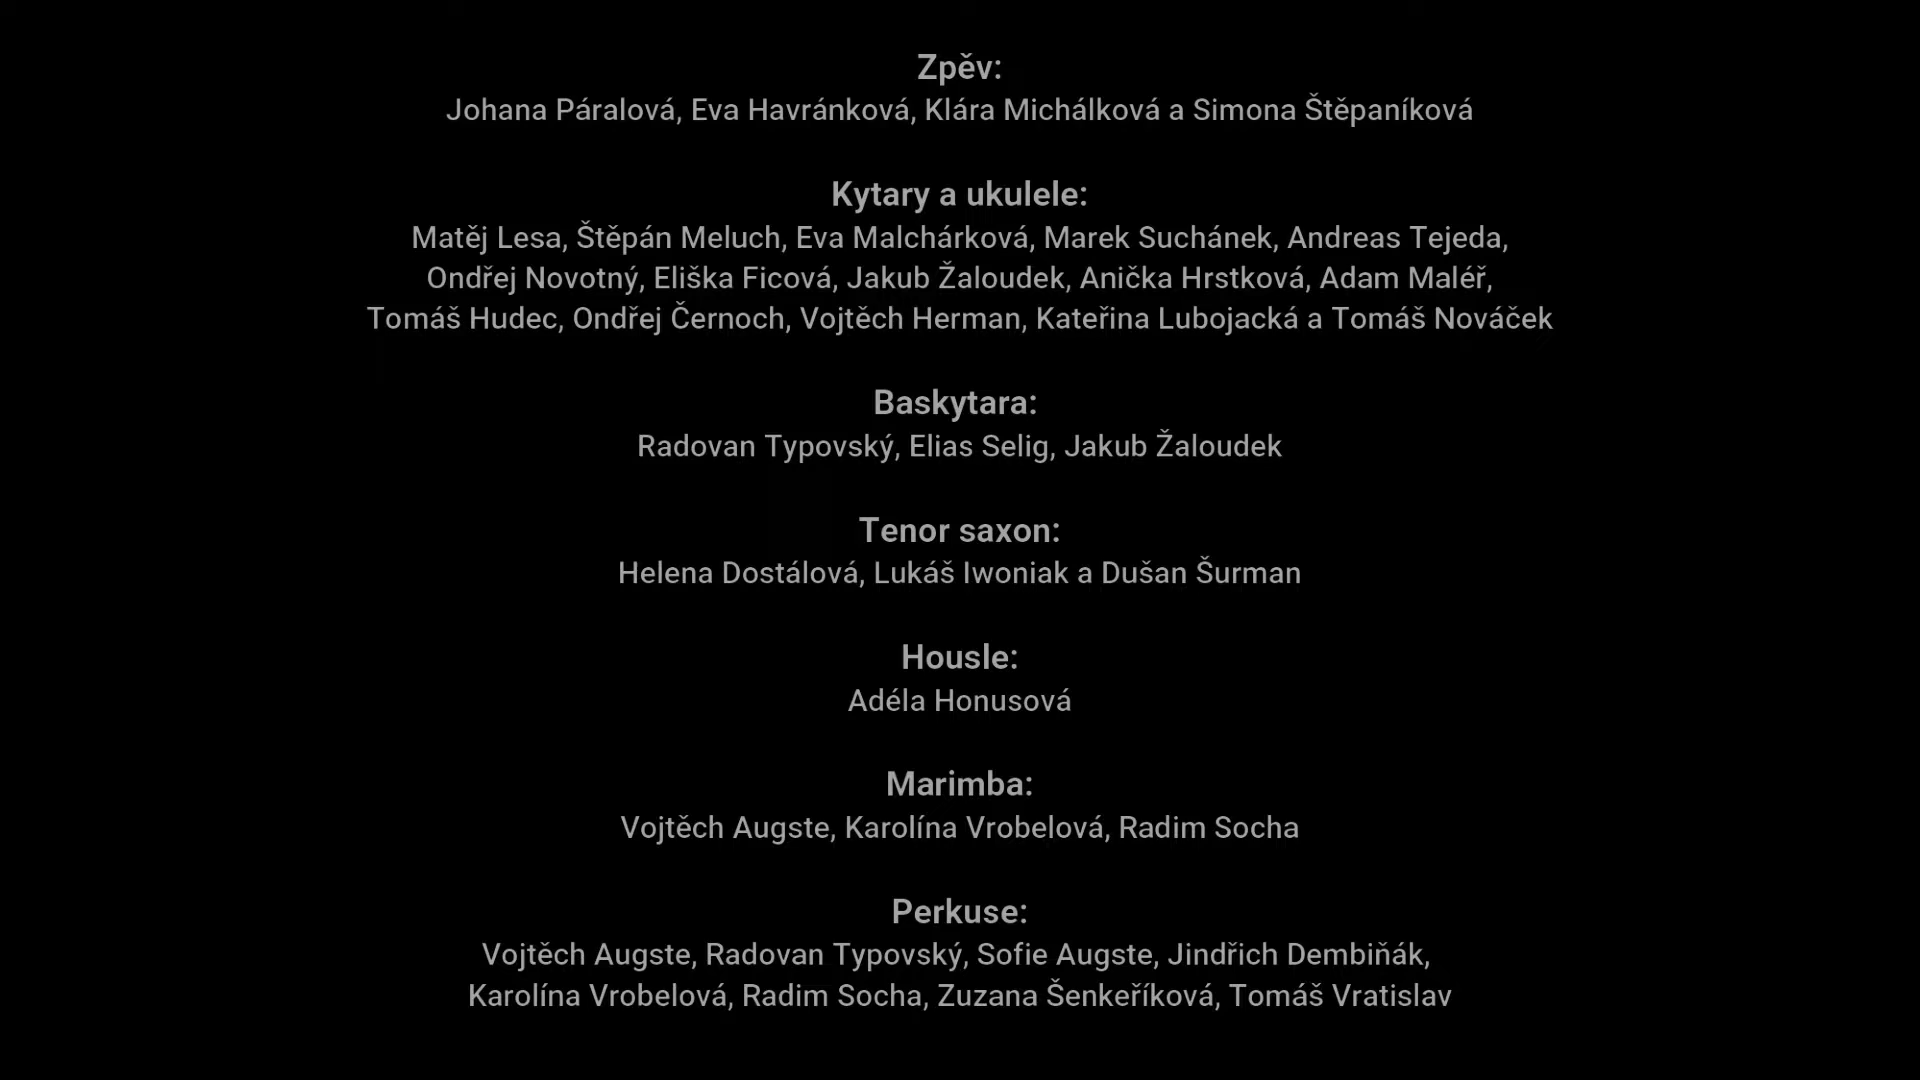 Zpěv:
Johana Páralová, Eva Havránková, Klára Michálková a Simona Štěpaníková
Kytary a ukulele:
Matěj Lesa, Štěpán Meluch, Eva Malchárková, Marek Suchánek, Andreas Tejeda,
Ondřej Novotný, Eliška Ficová, Jakub Žaloudek, Anička Hrstková, Adam Maléř,
Tomáš Hudec, Ondřej Černoch, Vojtěch Herman, Kateřina Lubojacká a Tomáš Nováček
Baskytara:
Radovan Typovský, Elias Selig, Jakub Žaloudek
Tenor saxon:
Helena Dostálová, Lukáš Iwoniak a Dušan Šurman
Housle:
Adéla Honusová
Marimba:
Vojtěch Augste, Karolína Vrobelová, Radim Socha
Perkuse:
Vojtěch Augste, Radovan Typovský, Sofie Augste, Jindřich Dembiňák,
Karolína Vrobelová, Radim Socha, Zuzana Šenkeříková, Tomáš Vratislav